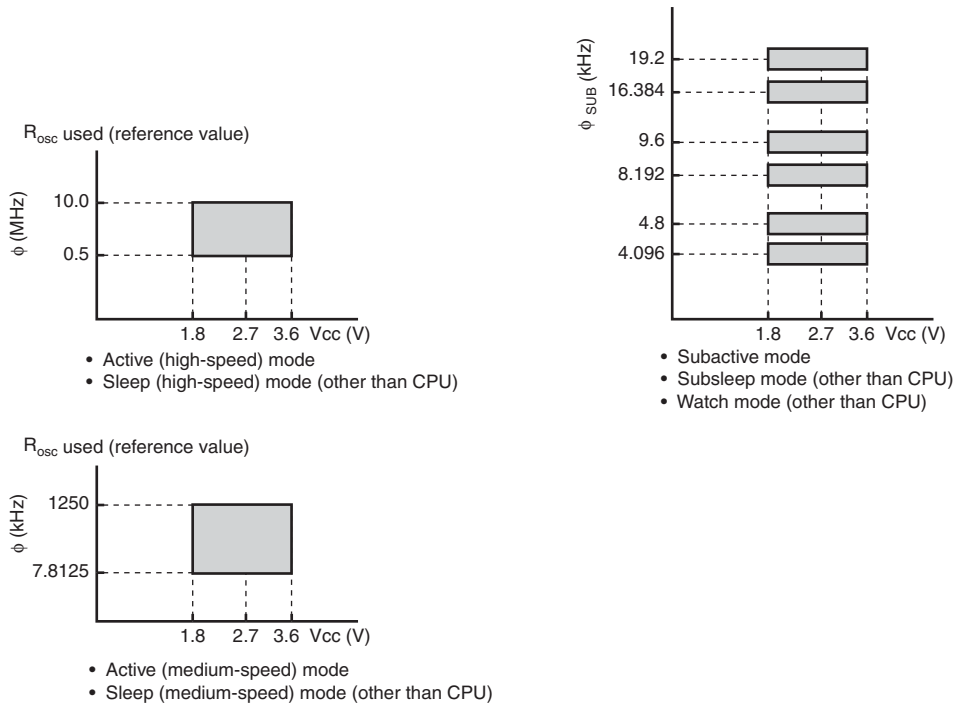 R_osc used (reference value)
φ (MHz)
10.0
0.5
1.8 2.7 3.6 Vcc (V)
• Active (high-speed) mode
• Sleep (high-speed) mode (other than CPU)
φ SUB (kHz)
19.2
16.384
9.6
8.192
4.8
4.096
1.8 2.7 3.6 Vcc (V)
• Subactive mode
• Subsleep mode (other than CPU)
• Watch mode (other than CPU)
R_osc used (reference value)
φ (kHz)
1250
7.8125
1.8 2.7 3.6 Vcc (V)
• Active (medium-speed) mode
• Sleep (medium-speed) mode (other than CPU)